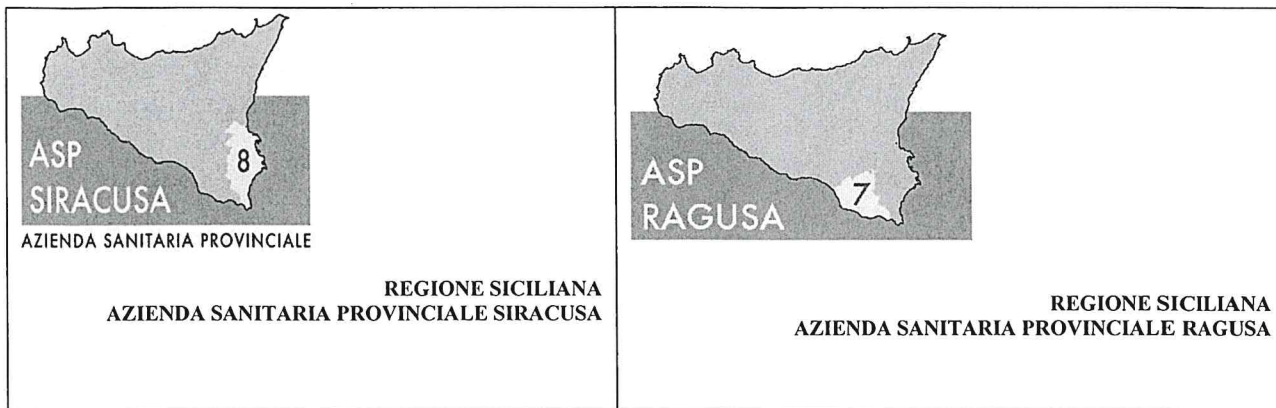 ASP
SIRACUSA
8
AZIENDA SANITARIA PROVINCIALE
REGIONE SICILIANA
AZIENDA SANITARIA PROVINCIALE SIRACUSA
ASP
RAGUSA
7
REGIONE SICILIANA
AZIENDA SANITARIA PROVINCIALE RAGUSA